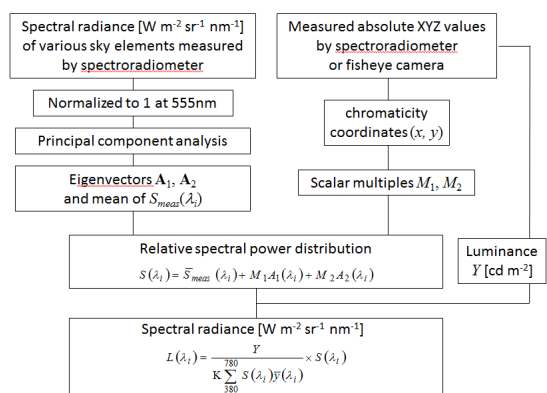 Spectral radiance [W m⁻² sr⁻¹ nm⁻¹]
of various sky elements measured
by spectroradiometer
Measured absolute XYZ values
by spectroradiometer
or fisheye camera
Normalized to 1 at 555nm
Principal component analysis
Eigenvectors A₁, A₂
and mean of Smeas(λi)
chromaticity
coordinates (x, y)
Scalar multiples M₁, M₂
Relative spectral power distribution
S(λi) = S̅meas (λi) + M₁A₁(λi) + M₂A₂(λi)
Luminance
Y [cd m⁻²]
Spectral radiance [W m⁻² sr⁻¹ nm⁻¹]
L(λi) = Y / (K ∑₃₈₀⁷⁸⁰ S(λi)y̅(λi)) × S(λi)